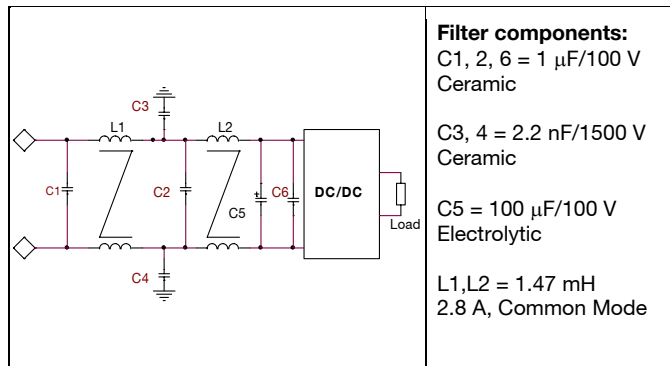 C3
L1
L2
C1
C2
C5
C6
DC/DC
Load
C4
+
Filter components:
C1, 2, 6 = 1 μF/100 V
Ceramic
C3, 4 = 2.2 nF/1500 V
Ceramic
C5 = 100 μF/100 V
Electrolytic
L1,L2 = 1.47 mH
2.8 A, Common Mode